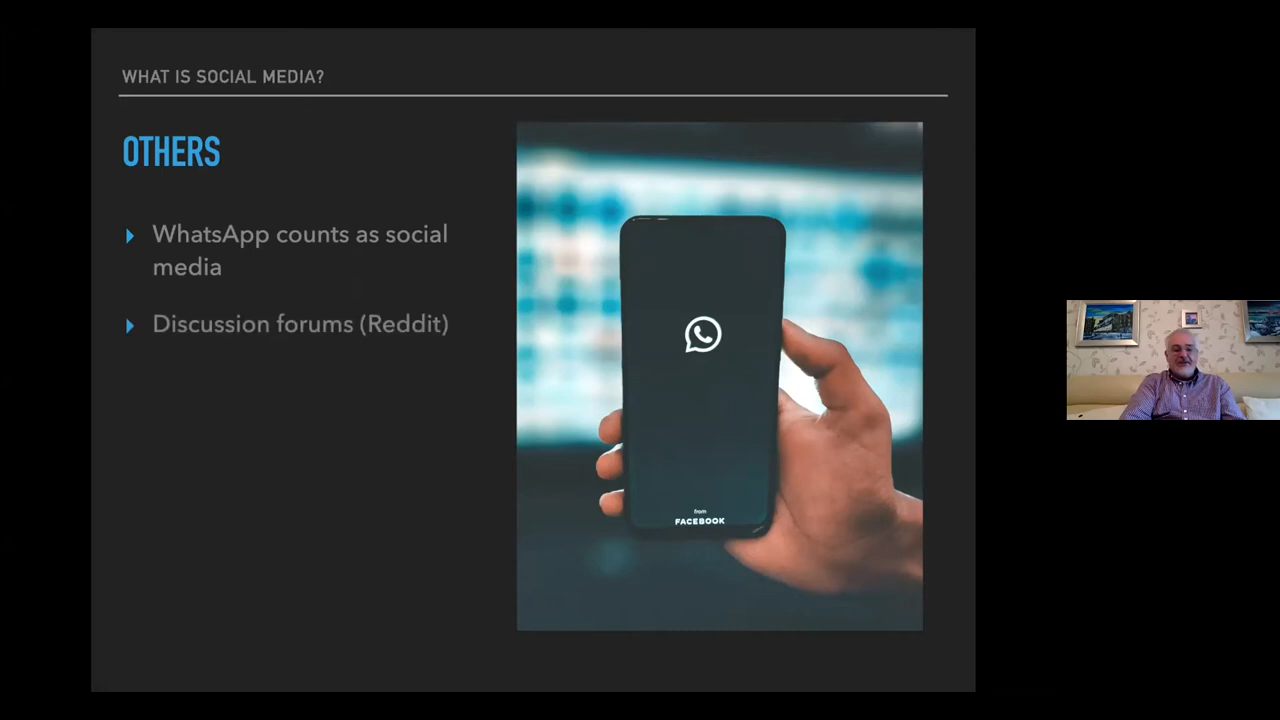 WHAT IS SOCIAL MEDIA?
OTHERS
WhatsApp counts as social
media
Discussion forums (Reddit)
from
FACEBOOK